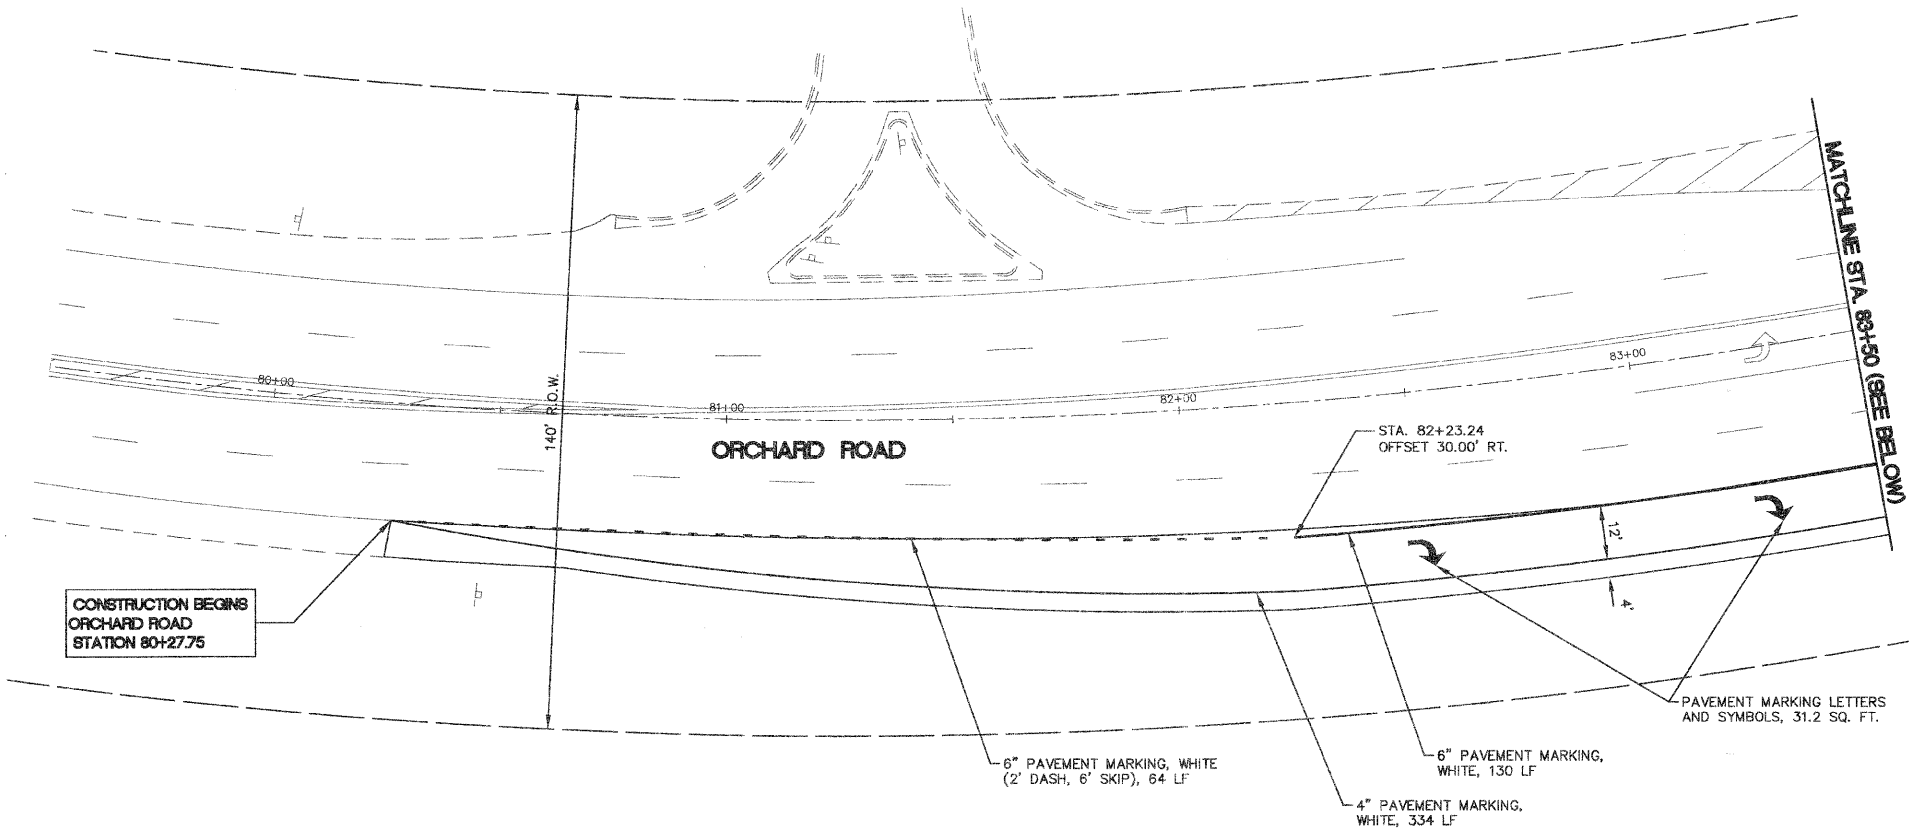 MATCHLINE STA. 83+50 (SEE BELOW)
80+00
81+00
82+00
83+00
140' R.O.W.
ORCHARD ROAD
STA. 82+23.24
OFFSET 30.00' RT.
12'
4'
CONSTRUCTION BEGINS
ORCHARD ROAD
STATION 80+27.75
PAVEMENT MARKING LETTERS
AND SYMBOLS, 31.2 SQ. FT.
6" PAVEMENT MARKING, WHITE
(2' DASH, 6' SKIP), 64 LF
6" PAVEMENT MARKING,
WHITE, 130 LF
4" PAVEMENT MARKING,
WHITE, 334 LF